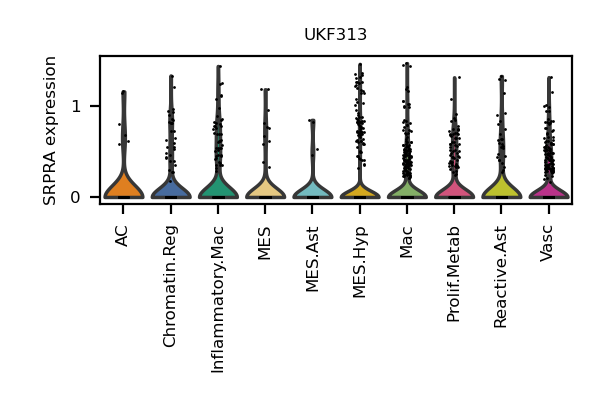 UKF313
SRPRA expression
1
0
AC
Chromatin.Reg
Inflammatory.Mac
MES
MES.Ast
MES.Hyp
Mac
Prolif.Metab
Reactive.Ast
Vasc